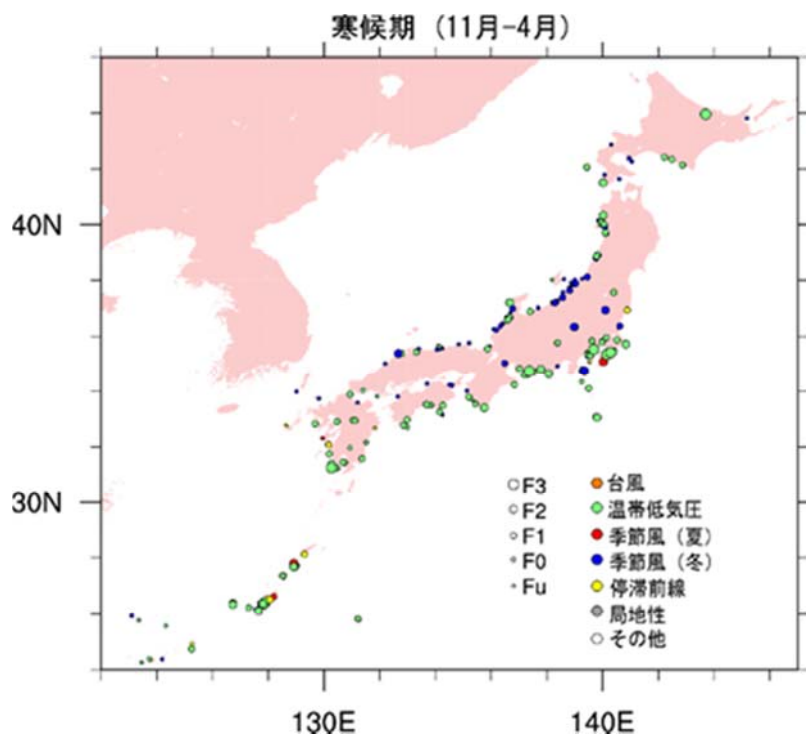 寒候期 (11月-4月)
40N
30N
F3
F2
F1
F0
Fu
台風
温帯低気圧
季節風 (夏)
季節風 (冬)
停滞前線
局地性
その他
130E
140E